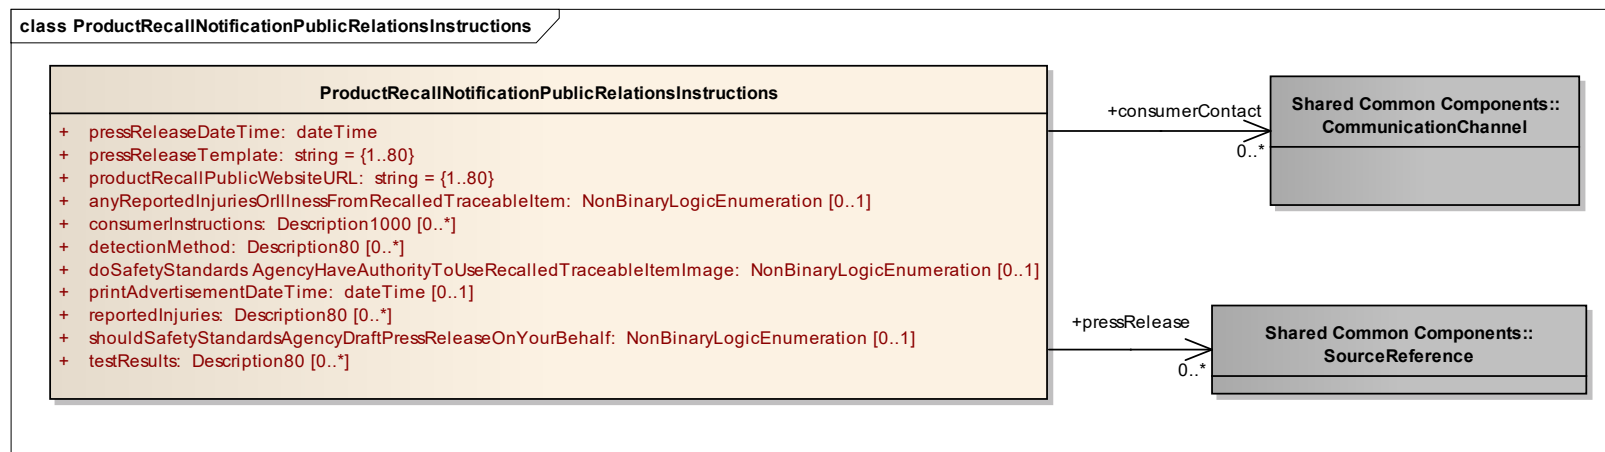 class ProductRecallNotificationPublicRelationsInstructions
ProductRecallNotificationPublicRelationsInstructions
+ pressReleaseDateTime: dateTime
+ pressReleaseTemplate: string = {1..80}
+ productRecallPublicWebsiteURL: string = {1..80}
+ anyReportedInjuriesOrIllnessFromRecalledTraceableItem: NonBinaryLogicEnumeration [0..1]
+ consumerInstructions: Description1000 [0..*]
+ detectionMethod: Description80 [0..*]
+ doSafetyStandards AgencyHaveAuthorityToUseRecalledTraceableItemImage: NonBinaryLogicEnumeration [0..1]
+ printAdvertisementDateTime: dateTime [0..1]
+ reportedInjuries: Description80 [0..*]
+ shouldSafetyStandardsAgencyDraftPressReleaseOnYourBehalf: NonBinaryLogicEnumeration [0..1]
+ testResults: Description80 [0..*]
+consumerContact
0..*
Shared Common Components::
CommunicationChannel
+pressRelease
0..*
Shared Common Components::
SourceReference